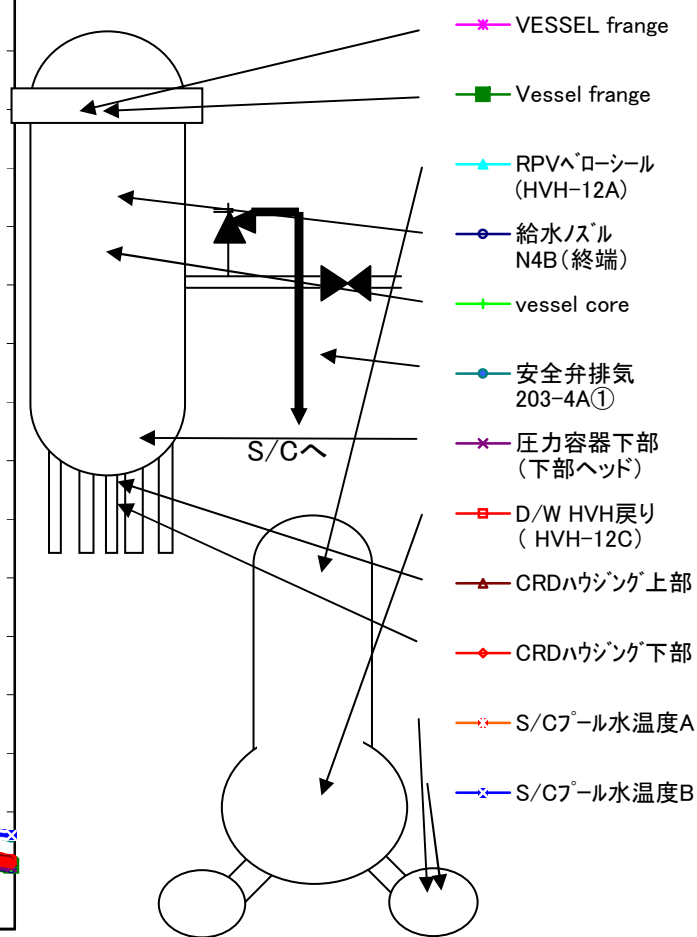 VESSEL frange
Vessel frange
RPVベローシール
(HVH-12A)
給水ノズル
N4B(終端)
vessel core
安全弁排気
203-4A①
圧力容器下部
(下部ヘッド)
D/W HVH戻り
( HVH-12C)
CRDハウジング上部
CRDハウジング下部
S/Cプール水温度A
S/Cプール水温度B
S/Cへ